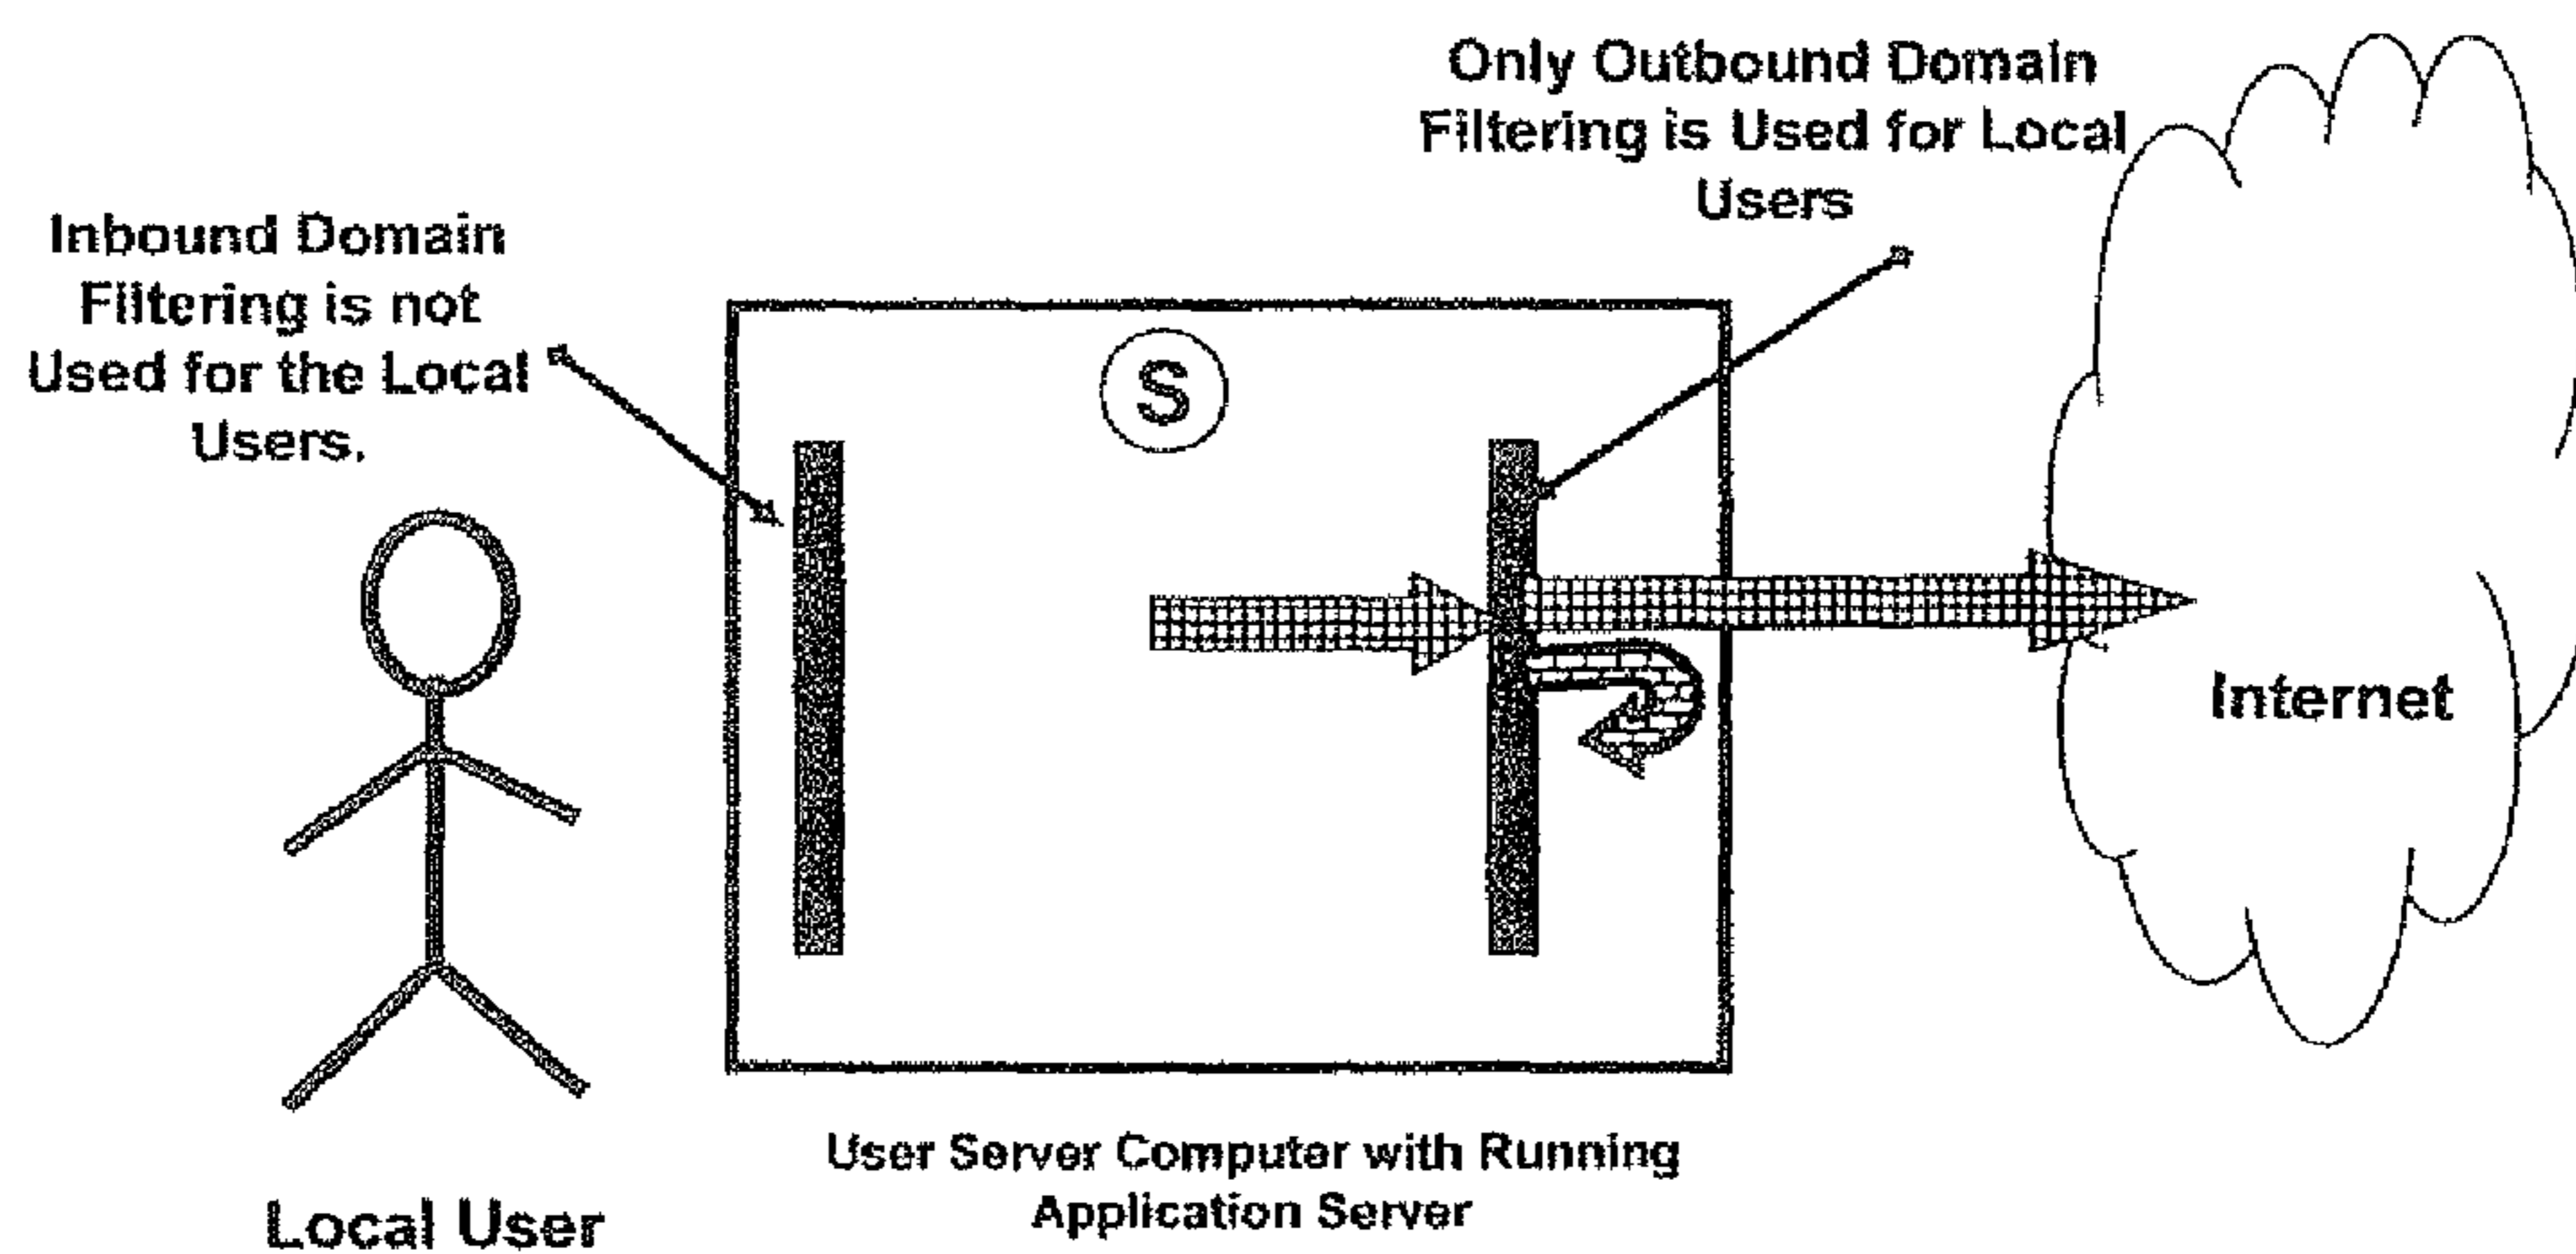 Only Outbound Domain
Filtering is Used for Local
Users
Inbound Domain
Filtering is not
Used for the Local
Users.
S
Internet
User Server Computer with Running
Application Server
Local User